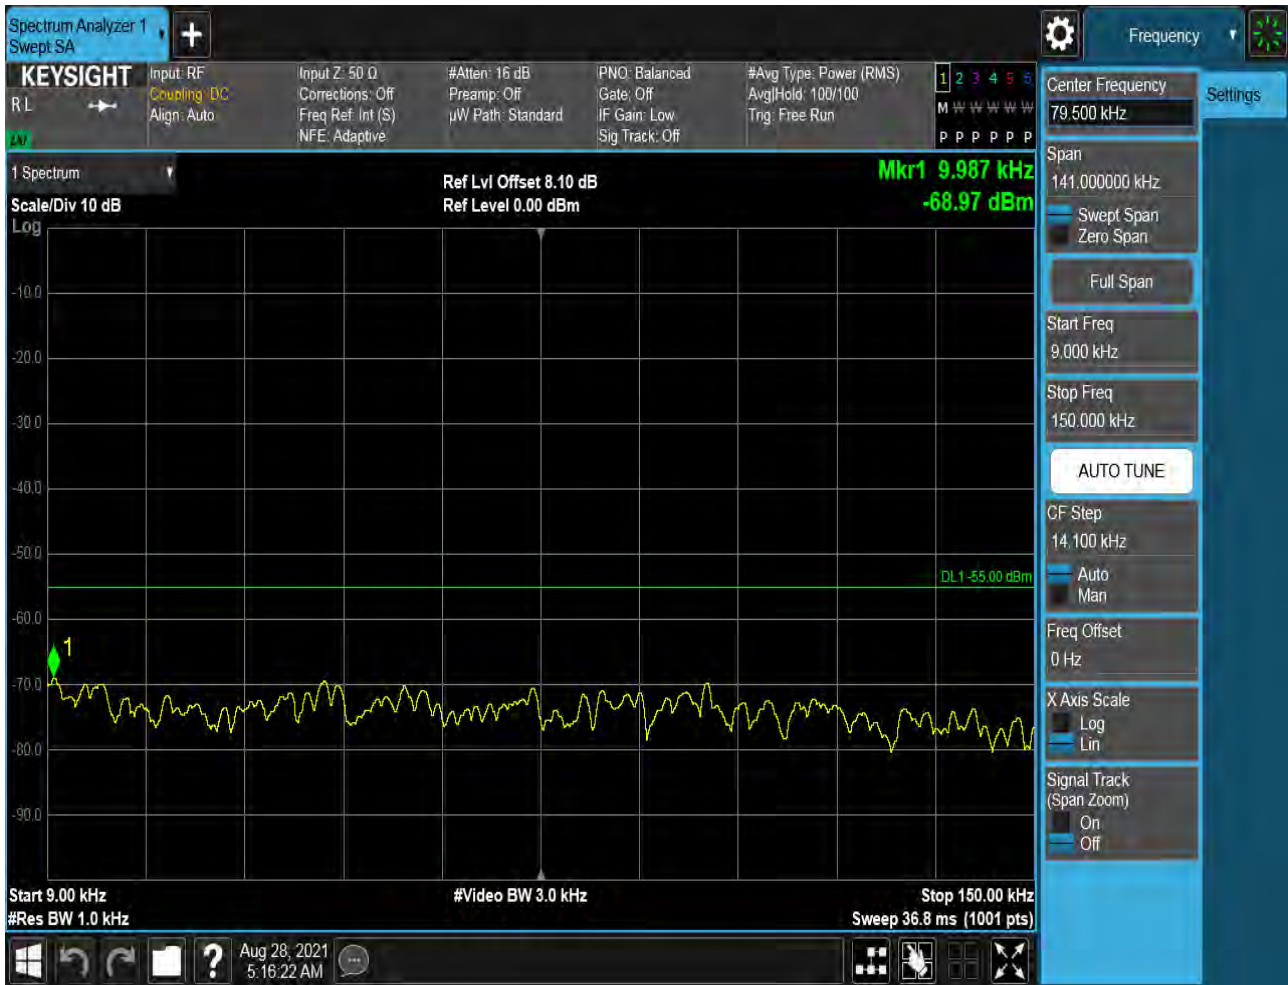 Spectrum Analyzer 1
Swept SA
Frequency
KEYSIGHT
RL
LXI
Input: RF
Coupling: DC
Align: Auto
Input Z: 50 Ω
Corrections: Off
Freq Ref: Int (S)
NFE: Adaptive
#Atten: 16 dB
Preamp: Off
µW Path: Standard
PNO: Balanced
Gate: Off
IF Gain: Low
Sig Track: Off
#Avg Type: Power (RMS)
Avg|Hold: 100/100
Trig: Free Run
1 2 3 4 5 6
M W W W W W
P P P P P P
1 Spectrum
Scale/Div 10 dB
Log
Ref Lvl Offset 8.10 dB
Ref Level 0.00 dBm
Mkr1 9.987 kHz
-68.97 dBm
-10.0
-20.0
-30.0
-40.0
-50.0
DL1 -55.00 dBm
-60.0
1
-70.0
-80.0
-90.0
Start 9.00 kHz
#Res BW 1.0 kHz
#Video BW 3.0 kHz
Stop 150.00 kHz
Sweep 36.8 ms (1001 pts)
Center Frequency
79.500 kHz
Settings
Span
141.000000 kHz
Swept Span
Zero Span
Full Span
Start Freq
9.000 kHz
Stop Freq
150.000 kHz
AUTO TUNE
CF Step
14.100 kHz
Auto
Man
Freq Offset
0 Hz
X Axis Scale
Log
Lin
Signal Track
(Span Zoom)
On
Off
?
Aug 28, 2021
5:16:22 AM